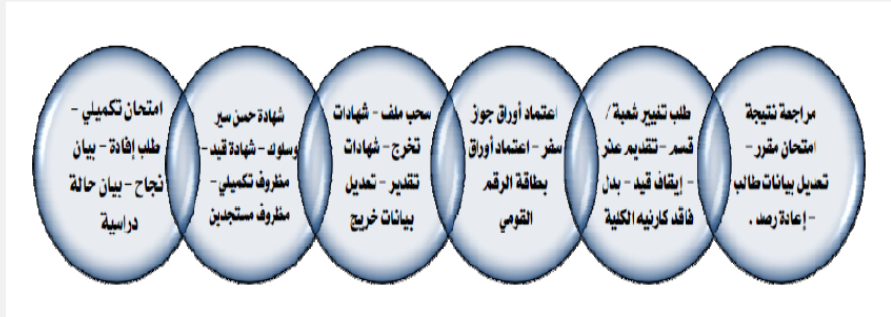 مراجعة نتيجة
امتحان مقرر -
تعديل بيانات طالب
- إعادة رصد .
طلب تغيير شعبة /
قسم - تقديم عذر
- إيقاف قيد - بدل
فاقد كارنيه الكلية
اعتماد أوراق جوز
سفر - اعتماد أوراق
بطاقة الرقم
القومي
سحب ملف - شهادات
تخرج - شهادات
تقدير - تعديل
بيانات خريج
شهادة حسن سير
وسلوك - شهادة قيد -
مظروف تكميلي -
مظروف مستجدين
امتحان تكميلي -
طلب إفادة - بيان
نجاح - بيان حالة
دراسية